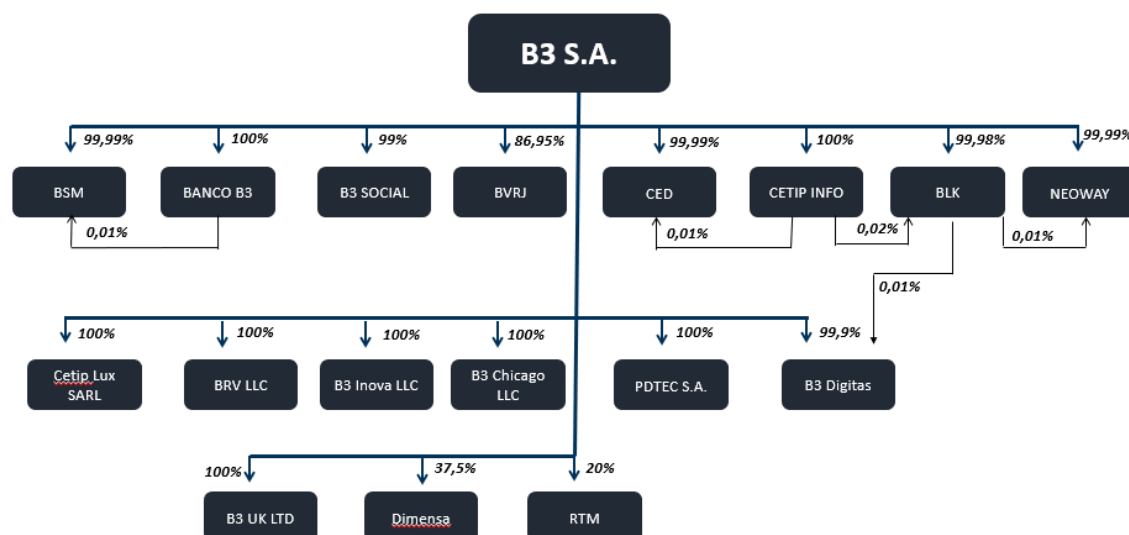 B3 S.A.
99,99%
100%
99%
86,95%
99,99%
100%
99,98%
99,99%
BSM
BANCO B3
B3 SOCIAL
BVRJ
CED
CETIP INFO
BLK
NEOWAY
0,01%
0,01%
0,02%
0,01%
0,01%
100%
100%
100%
100%
100%
99,9%
Cetip Lux
SARL
BRV LLC
B3 Inova LLC
B3 Chicago
LLC
PDTEC S.A.
B3 Digitas
100%
37,5%
20%
B3 UK LTD
Dimensa
RTM